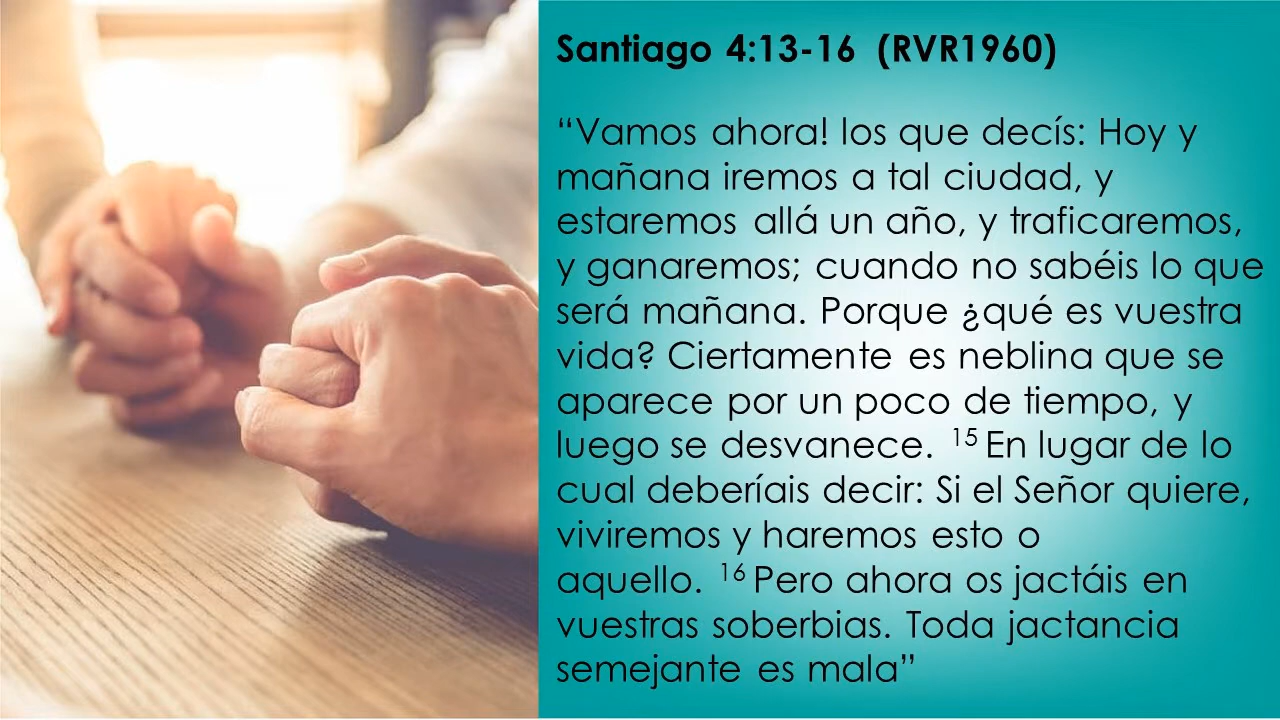 Santiago 4:13-16 (RVR1960)
“Vamos ahora! los que decís: Hoy y
mañana iremos a tal ciudad, y
estaremos allá un año, y traficaremos,
y ganaremos; cuando no sabéis lo que
será mañana. Porque ¿qué es vuestra
vida? Ciertamente es neblina que se
aparece por un poco de tiempo, y
luego se desvanece. 15 En lugar de lo
cual deberíais decir: Si el Señor quiere,
viviremos y haremos esto o
aquello. 16 Pero ahora os jactáis en
vuestras soberbias. Toda jactancia
semejante es mala”